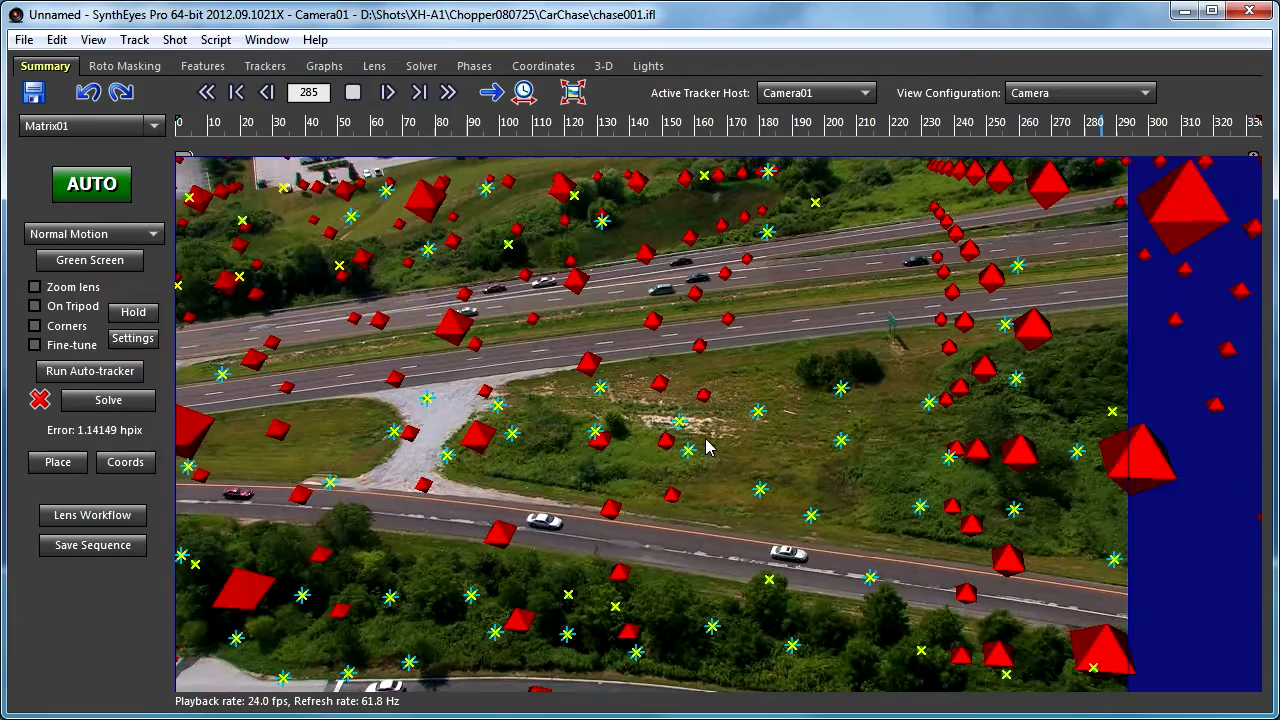 Unnamed - SynthEyes Pro 64-bit 2012.09.1021X - Camera01 - D:\Shots\XH-A1\Chopper080725\CarChase\chase001.ifl
File Edit View Track Shot Script Window Help
Summary Roto Masking Features Trackers Graphs Lens Solver Phases Coordinates 3-D Lights
285 Active Tracker Host: Camera01 View Configuration: Camera
Matrix01
0 10 20 30 40 50 60 70 80 90 100 110 120 130 140 150 160 170 180 190 200 210 220 230 240 250 260 270 280 290 300 310 320
AUTO
Normal Motion
Green Screen
Zoom lens
On Tripod Hold
Corners
Settings
Fine-tune
Run Auto-tracker
Solve
Error: 1.14149 hpix
Place Coords
Lens Workflow
Save Sequence
Playback rate: 24.0 fps, Refresh rate: 61.8 Hz